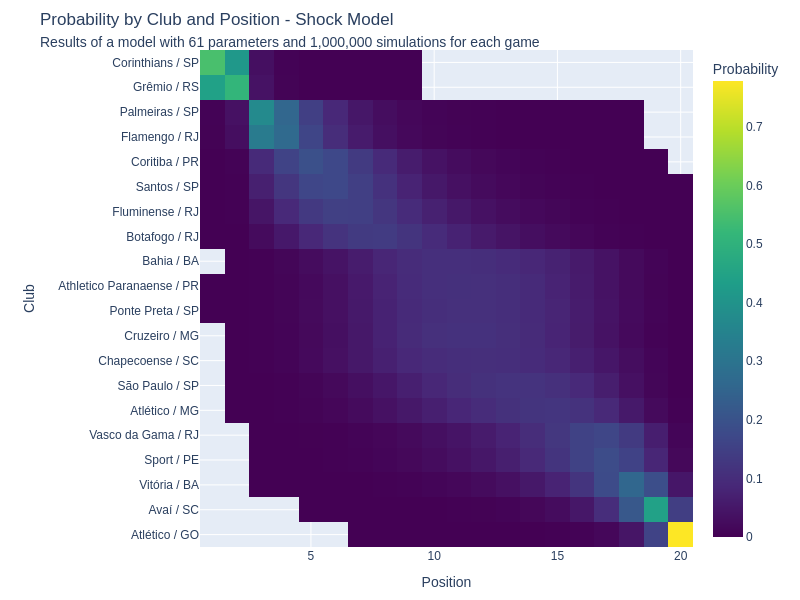 Probability by Club and Position - Shock Model
Results of a model with 61 parameters and 1,000,000 simulations for each game
Probability
Corinthians / SP
Grêmio / RS
Palmeiras / SP
Flamengo / RJ
Coritiba / PR
Santos / SP
Fluminense / RJ
Botafogo / RJ
Bahia / BA
Athletico Paranaense / PR
Ponte Preta / SP
Cruzeiro / MG
Chapecoense / SC
São Paulo / SP
Atlético / MG
Vasco da Gama / RJ
Sport / PE
Vitória / BA
Avaí / SC
Atlético / GO
Club
5
10
15
20
Position
0.7
0.6
0.5
0.4
0.3
0.2
0.1
0